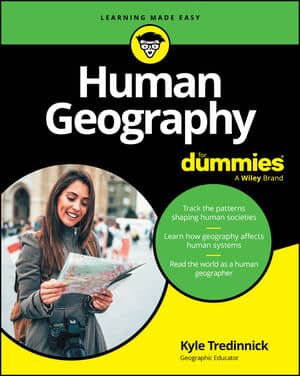 LEARNING MADE EASY
Human
Geography
for
dummies®
A Wiley Brand
Track the patterns
shaping human societies
Learn how geography affects
human systems
Read the world as a human
geographer
Kyle Tredinnick
Geographic Educator